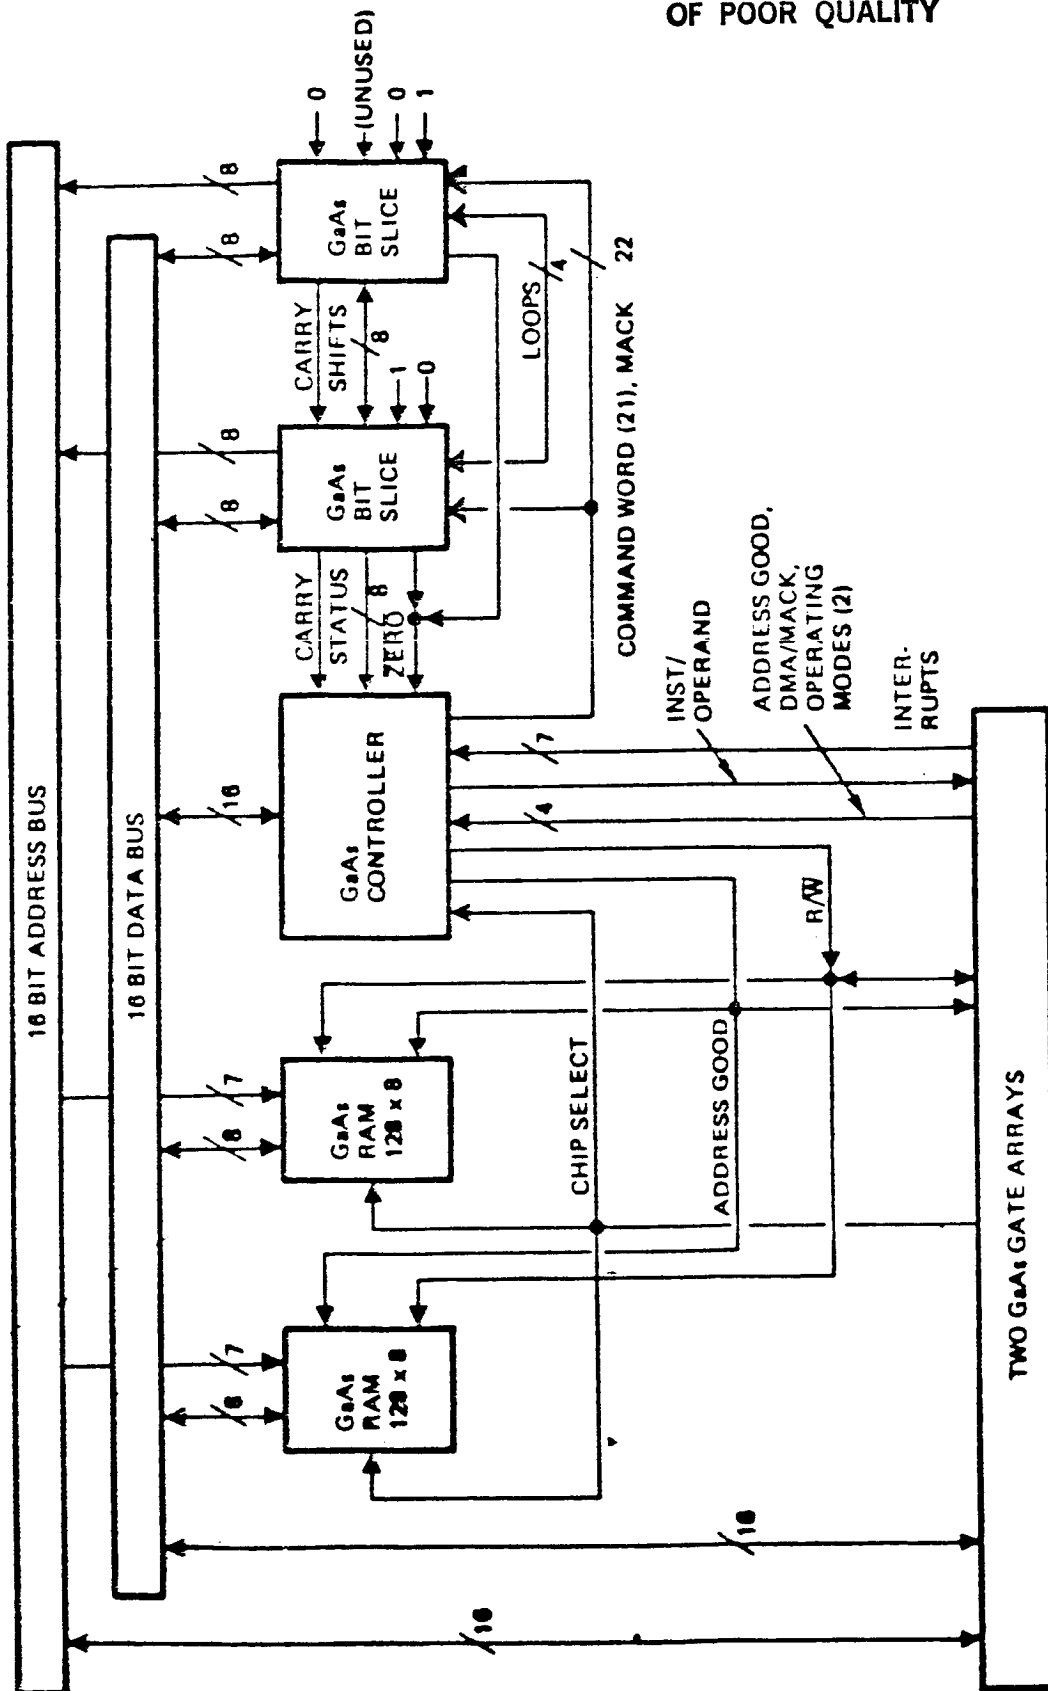 OF POOR QUALITY
16 BIT ADDRESS BUS
16 BIT DATA BUS
8
8
8
8
16
7
8
7
8
GaAs
BIT
SLICE
0
(UNUSED)
0
1
CARRY
SHIFTS
8
1
0
GaAs
BIT
SLICE
CARRY
STATUS
8
ZERO
GaAs
CONTROLLER
GaAs
RAM
128 x 8
GaAs
RAM
128 x 8
LOOPS
4
22
COMMAND WORD (21), MACK
INST/
OPERAND
ADDRESS GOOD,
DMA/MACK,
OPERATING
MODES (2)
INTER-
RUPTS
7
4
R/W
CHIP SELECT
ADDRESS GOOD
16
16
TWO GaAs GATE ARRAYS